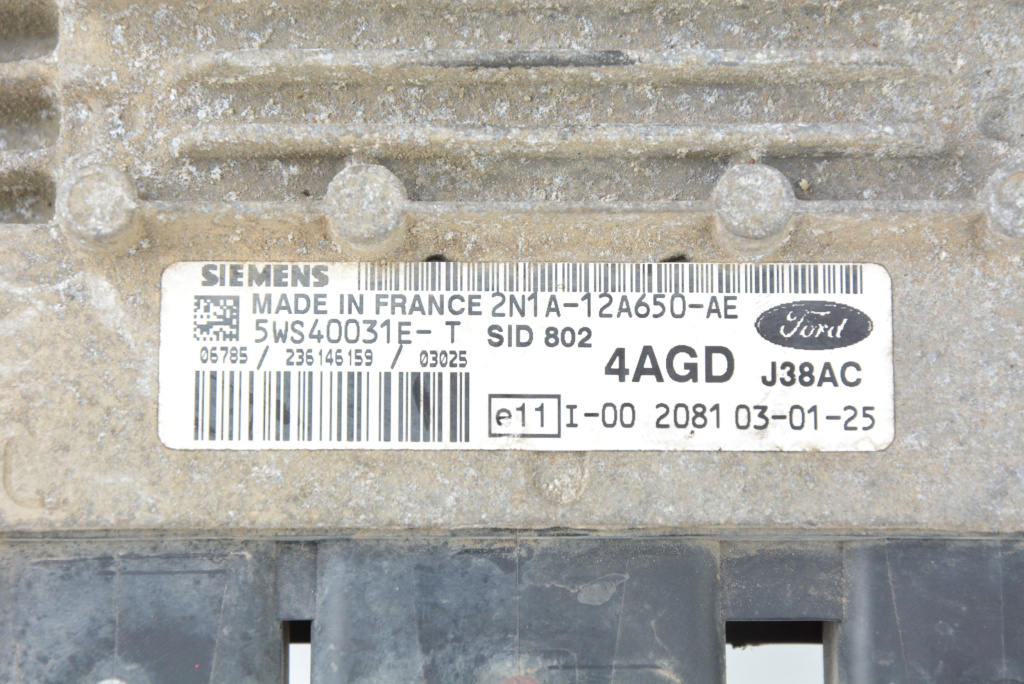 SIEMENS
MADE IN FRANCE 2N1A-12A650-AE
5WS40031E-T SID 802
Ford
06785 / 236146159 / 03025
4AGD J38AC
e11 I-00 2081 03-01-25